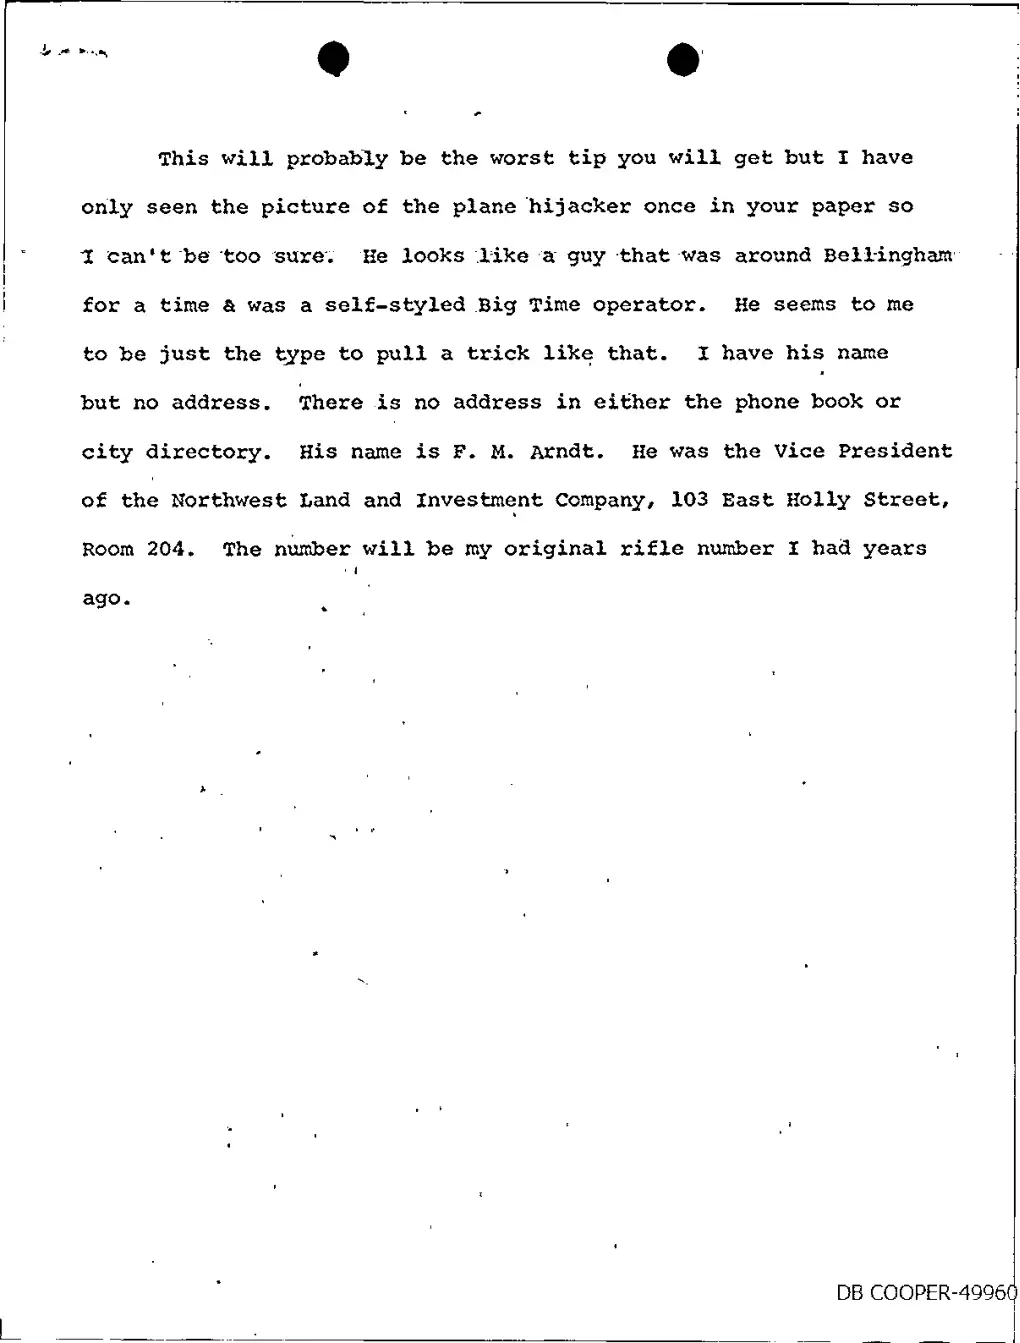 This will probably be the worst tip you will get but I have
only seen the picture of the plane hijacker once in your paper so
I can't be too sure. He looks like a guy that was around Bellingham
for a time & was a self-styled Big Time operator. He seems to me
to be just the type to pull a trick like that. I have his name
but no address. There is no address in either the phone book or
city directory. His name is F. M. Arndt. He was the Vice President
of the Northwest Land and Investment Company, 103 East Holly Street,
Room 204. The number will be my original rifle number I had years
ago.
DB COOPER-49960